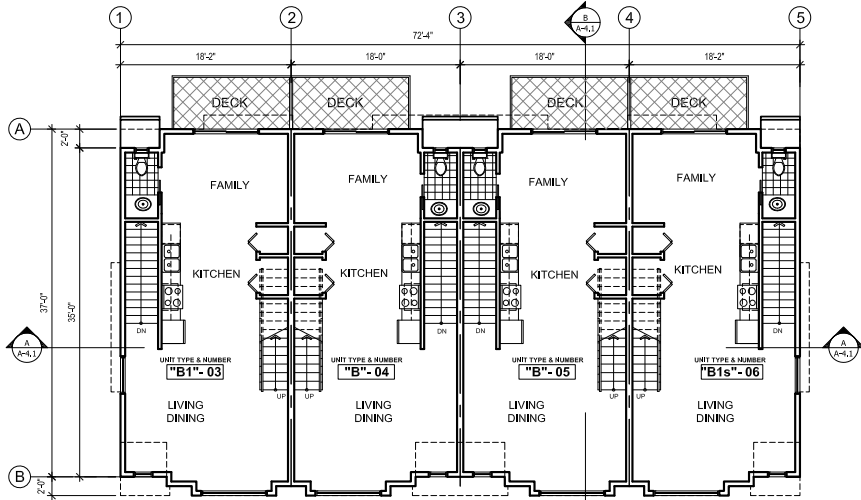 1 2 3 4 5
B
A-4.1
72'-4"
18'-2" 18'-0" 18'-0" 18'-2"
DECK DECK DECK DECK
A
2'-0"
FAMILY FAMILY FAMILY FAMILY
KITCHEN KITCHEN KITCHEN KITCHEN
37'-0"
35'-0"
DN DN DN DN
A
A-4.1
A
A-4.1
UNIT TYPE & NUMBER UNIT TYPE & NUMBER UNIT TYPE & NUMBER UNIT TYPE & NUMBER
"B1"- 03 "B"- 04 "B"- 05 "B1s"- 06
UP UP UP UP
LIVING LIVING LIVING LIVING
DINING DINING DINING DINING
B
2'-0"